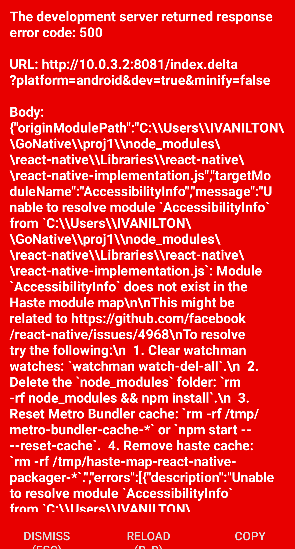 The development server returned response
error code: 500
URL: http://10.0.3.2:8081/index.delta
?platform=android&dev=true&minify=false
Body:
{"originModulePath":"C:\\Users\\IVANILTON\
\GoNative\\proj1\\node_modules\
\react-native\\Libraries\\react-native\
\react-native-implementation.js","targetMo
duleName":"AccessibilityInfo","message":"U
nable to resolve module `AccessibilityInfo`
from `C:\\Users\\IVANILTON\
\GoNative\\proj1\\node_modules\
\react-native\\Libraries\\react-native\
\react-native-implementation.js`: Module
`AccessibilityInfo` does not exist in the
Haste module map\n\nThis might be
related to https://github.com/facebook
/react-native/issues/4968\nTo resolve
try the following:\n  1. Clear watchman
watches: `watchman watch-del-all`.\n  2.
Delete the `node_modules` folder: `rm
-rf node_modules && npm install`.\n  3.
Reset Metro Bundler cache: `rm -rf /tmp/
metro-bundler-cache-*` or `npm start --
--reset-cache`.  4. Remove haste cache:
`rm -rf /tmp/haste-map-react-native-
packager-*`.","errors":[{"description":"Unable
to resolve module `AccessibilityInfo`
from `C:\\Users\\IVANILTON\
DISMISS RELOAD COPY
(ESC) (R, R)